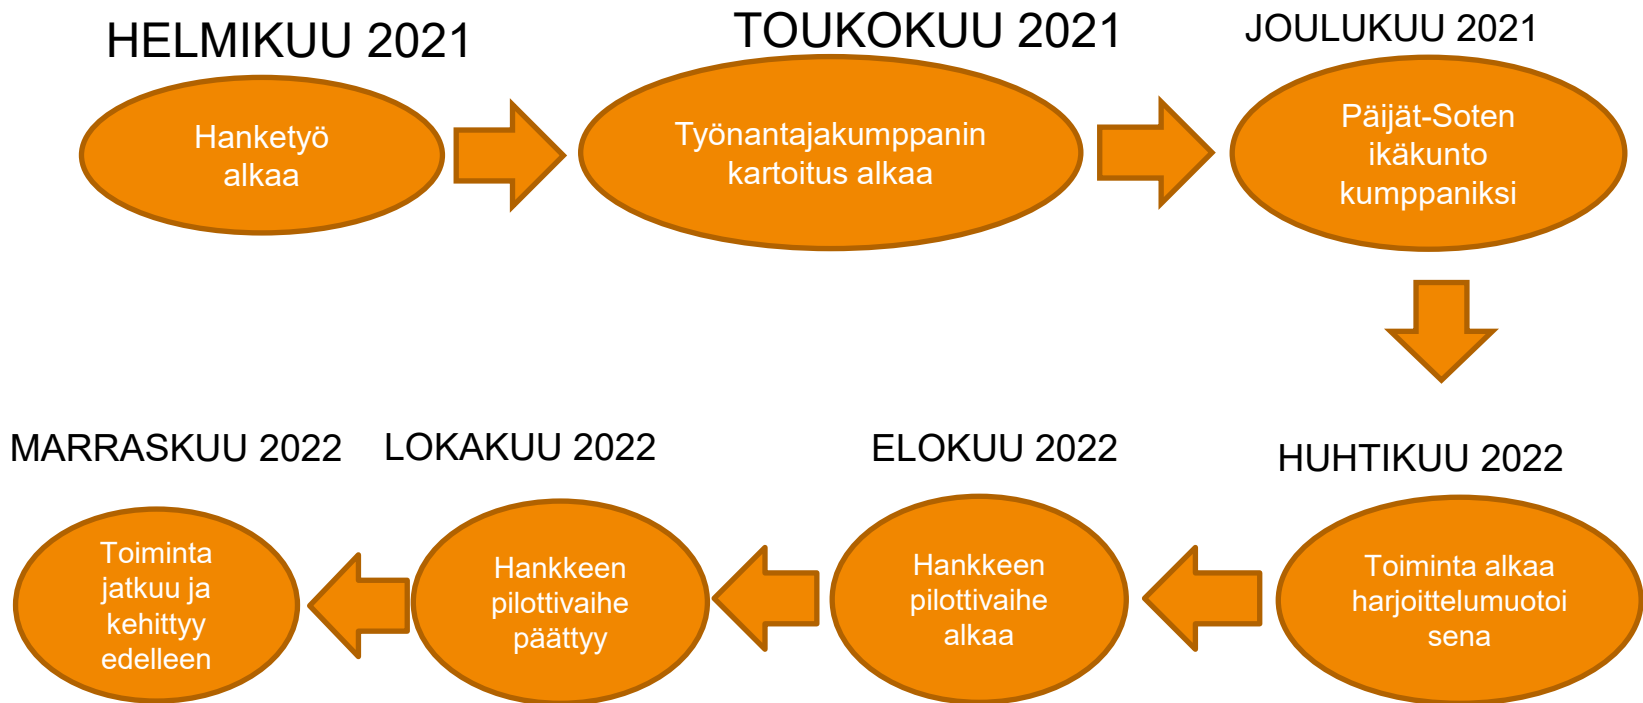 HELMIKUU 2021
Hanketyö
alkaa
TOUKOKUU 2021
Työnantajakumppanin
kartoitus alkaa
JOULUKUU 2021
Päijät-Soten
ikäkunto
kumppaniksi
HUHTIKUU 2022
Toiminta alkaa
harjoittelumuotoi
sena
ELOKUU 2022
Hankkeen
pilottivaihe
alkaa
LOKAKUU 2022
Hankkeen
pilottivaihe
päättyy
MARRASKUU 2022
Toiminta
jatkuu ja
kehittyy
edelleen